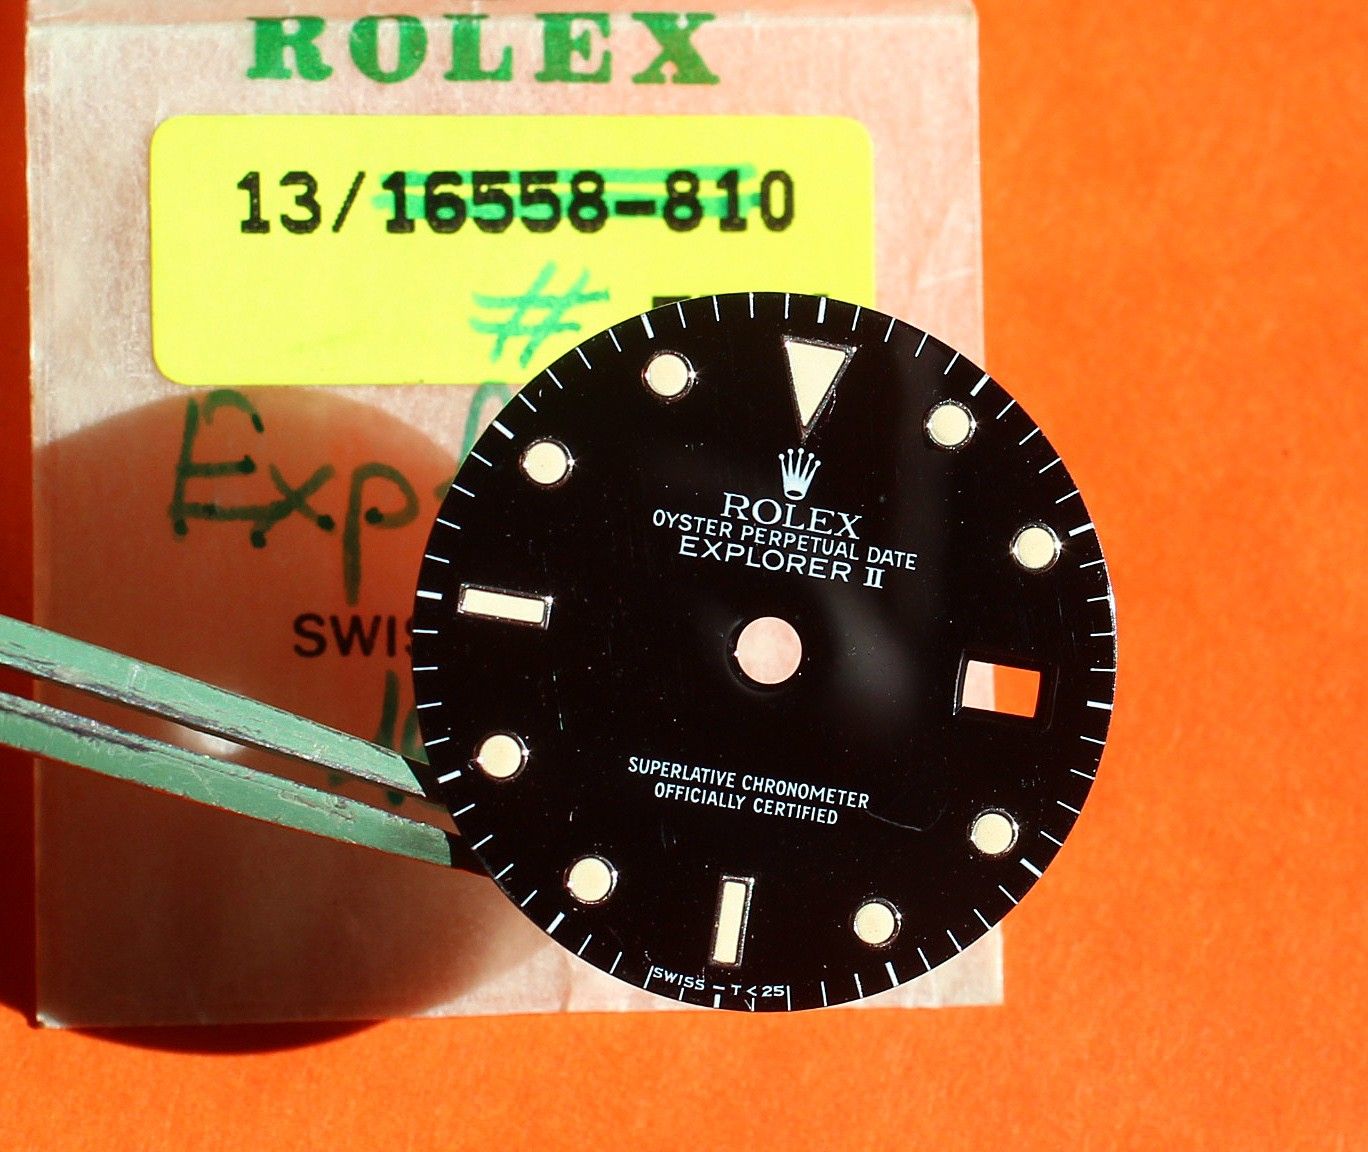 ROLEX
13/16558-810
#
Exp
SWIS
ROLEX
OYSTER PERPETUAL DATE
EXPLORER II
SUPERLATIVE CHRONOMETER
OFFICIALLY CERTIFIED
SWISS - T < 25